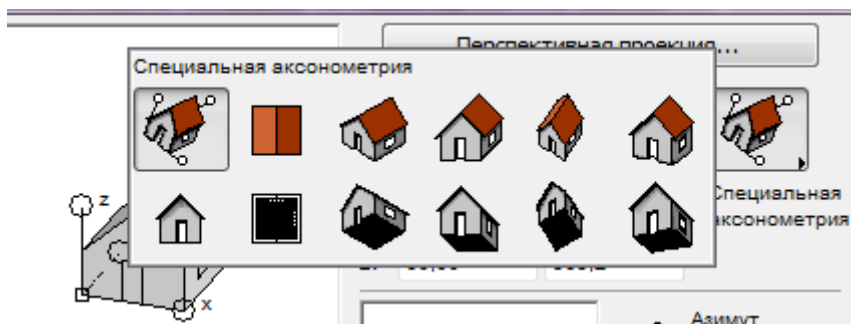 Перспективная проекция...
Специальная аксонометрия
Специальная
аксонометрия
z
x
Азимут